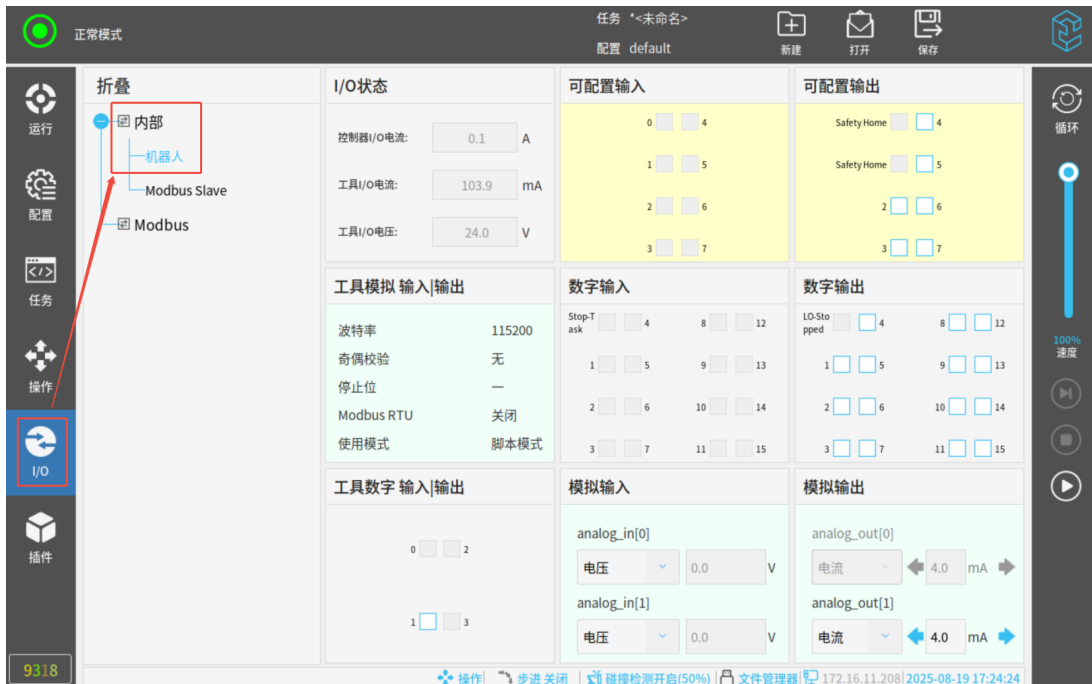 正常模式
任务 *<未命名>
配置 default
新建
打开
保存
运行
配置
任务
操作
I/O
插件
9318
折叠
内部
机器人
Modbus Slave
Modbus
I/O状态
控制器I/O电流: 0.1 A
工具I/O电流: 103.9 mA
工具I/O电压: 24.0 V
可配置输入
0 4
1 5
2 6
3 7
可配置输出
Safety Home 4
Safety Home 5
2 6
3 7
工具模拟 输入|输出
波特率 115200
奇偶校验 无
停止位 —
Modbus RTU 关闭
使用模式 脚本模式
数字输入
Stop-T
ask 4 8 12
1 5 9 13
2 6 10 14
3 7 11 15
数字输出
LO-Sto
pped 4 8 12
1 5 9 13
2 6 10 14
3 7 11 15
工具数字 输入|输出
0 2
1 3
模拟输入
analog_in[0]
电压 0.0 V
analog_in[1]
电压 0.0 V
模拟输出
analog_out[0]
电流 4.0 mA
analog_out[1]
电流 4.0 mA
循环
100%
速度
操作| 步进 关闭 | 碰撞检测开启(50%) | 文件管理器| 172.16.11.208| 2025-08-19 17:24:24